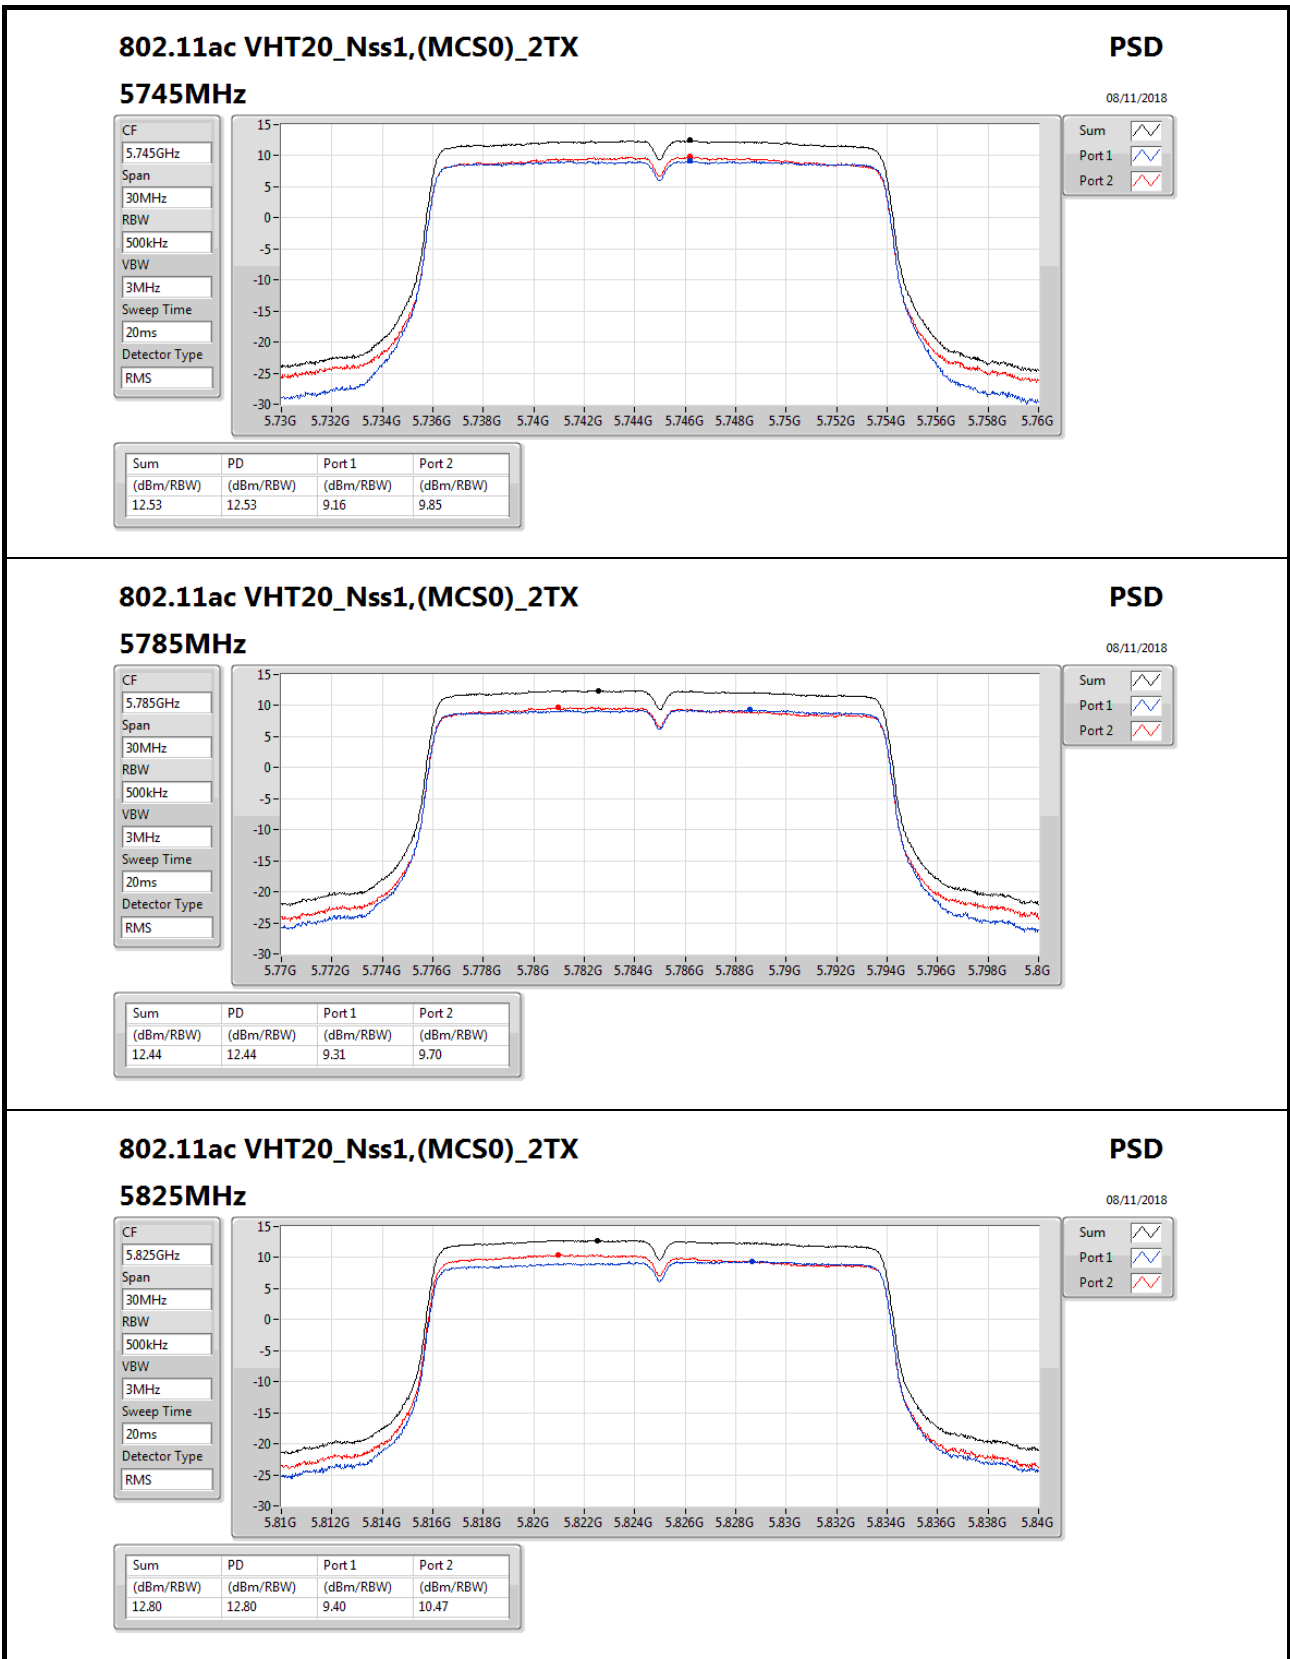 802.11ac VHT20_Nss1,(MCS0)_2TX PSD
5745MHz 08/11/2018
CF
5.745GHz
Span
30MHz
RBW
500kHz
VBW
3MHz
Sweep Time
20ms
Detector Type
RMS
15
10
5
0
-5
-10
-15
-20
-25
-30
5.73G 5.732G 5.734G 5.736G 5.738G 5.74G 5.742G 5.744G 5.746G 5.748G 5.75G 5.752G 5.754G 5.756G 5.758G 5.76G
Sum
Port 1
Port 2
Sum PD Port 1 Port 2
(dBm/RBW) (dBm/RBW) (dBm/RBW) (dBm/RBW)
12.53 12.53 9.16 9.85
802.11ac VHT20_Nss1,(MCS0)_2TX PSD
5785MHz 08/11/2018
CF
5.785GHz
Span
30MHz
RBW
500kHz
VBW
3MHz
Sweep Time
20ms
Detector Type
RMS
15
10
5
0
-5
-10
-15
-20
-25
-30
5.77G 5.772G 5.774G 5.776G 5.778G 5.78G 5.782G 5.784G 5.786G 5.788G 5.79G 5.792G 5.794G 5.796G 5.798G 5.8G
Sum
Port 1
Port 2
Sum PD Port 1 Port 2
(dBm/RBW) (dBm/RBW) (dBm/RBW) (dBm/RBW)
12.44 12.44 9.31 9.70
802.11ac VHT20_Nss1,(MCS0)_2TX PSD
5825MHz 08/11/2018
CF
5.825GHz
Span
30MHz
RBW
500kHz
VBW
3MHz
Sweep Time
20ms
Detector Type
RMS
15
10
5
0
-5
-10
-15
-20
-25
-30
5.81G 5.812G 5.814G 5.816G 5.818G 5.82G 5.822G 5.824G 5.826G 5.828G 5.83G 5.832G 5.834G 5.836G 5.838G 5.84G
Sum
Port 1
Port 2
Sum PD Port 1 Port 2
(dBm/RBW) (dBm/RBW) (dBm/RBW) (dBm/RBW)
12.80 12.80 9.40 10.47